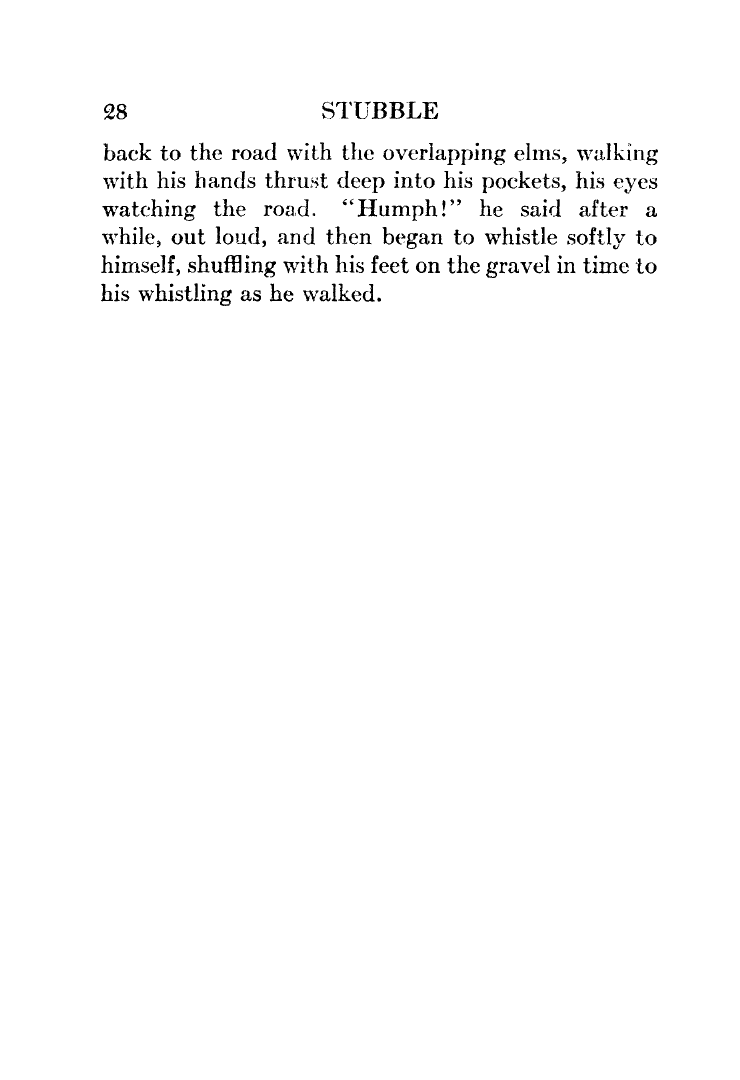 28 STUBBLE
back to the road with the overlapping elms, walking
with his hands thrust deep into his pockets, his eyes
watching the road. “Humph!” he said after a
while, out loud, and then began to whistle softly to
himself, shuffling with his feet on the gravel in time to
his whistling as he walked.